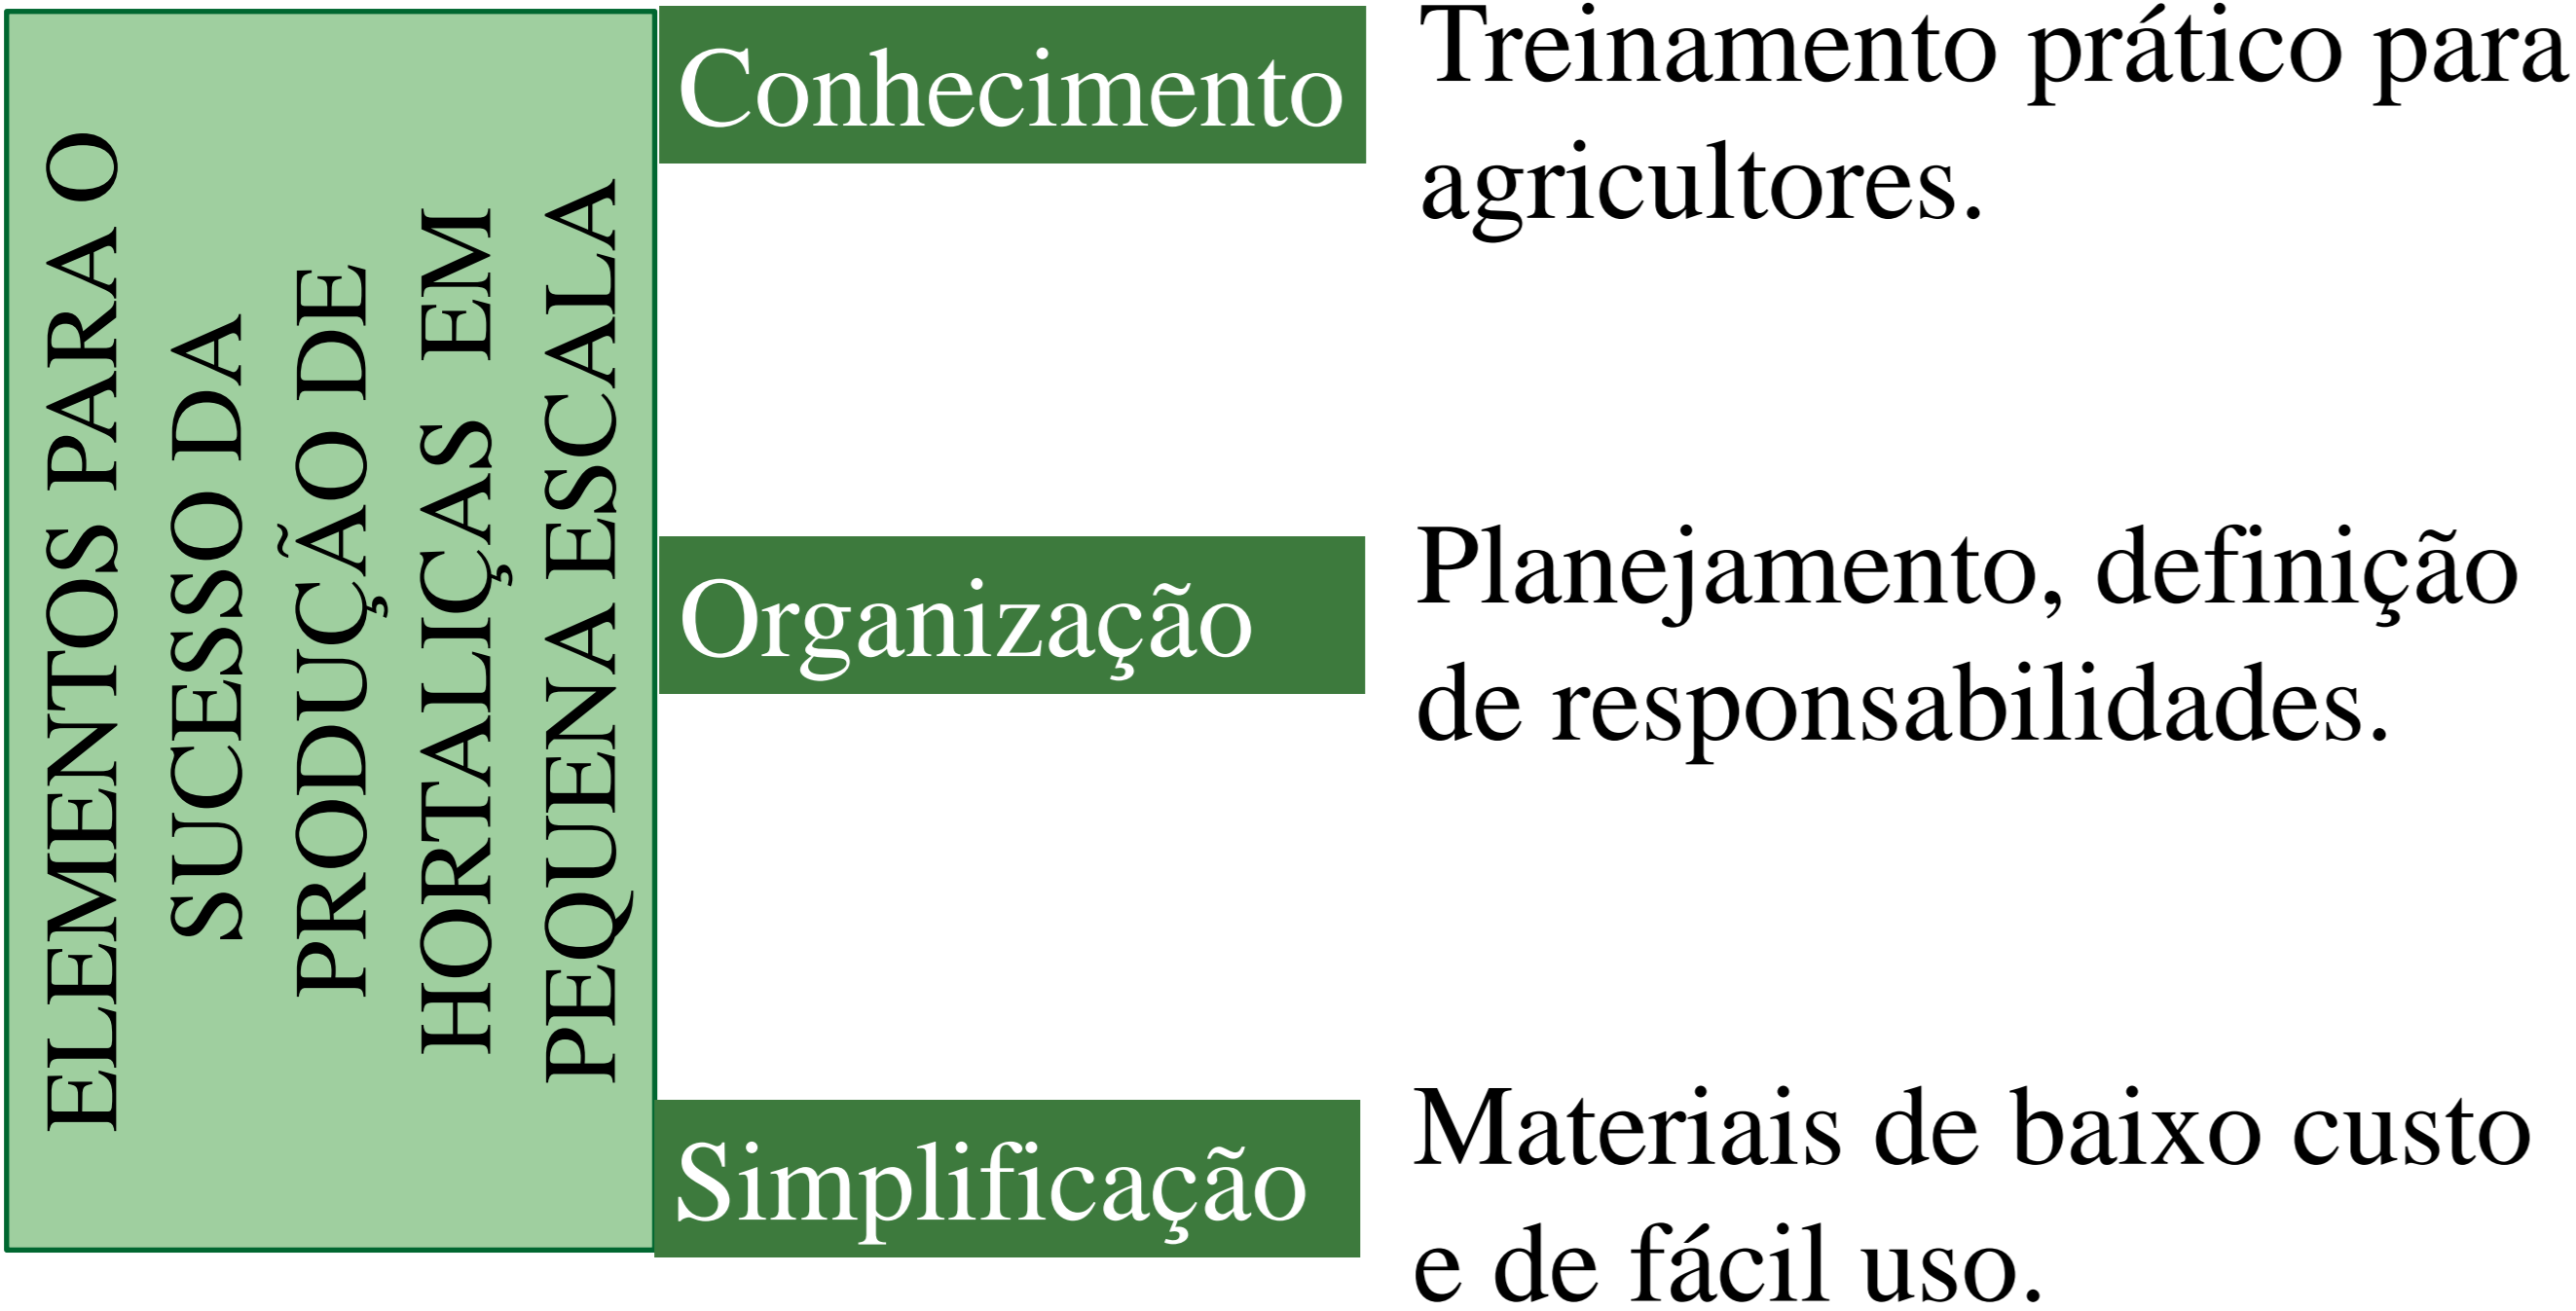 ELEMENTOS PARA O
SUCESSO DA
PRODUÇÃO DE
HORTALIÇAS EM
PEQUENA ESCALA
Conhecimento
Treinamento prático para
agricultores.
Organização
Planejamento, definição
de responsabilidades.
Simplificação
Materiais de baixo custo
e de fácil uso.